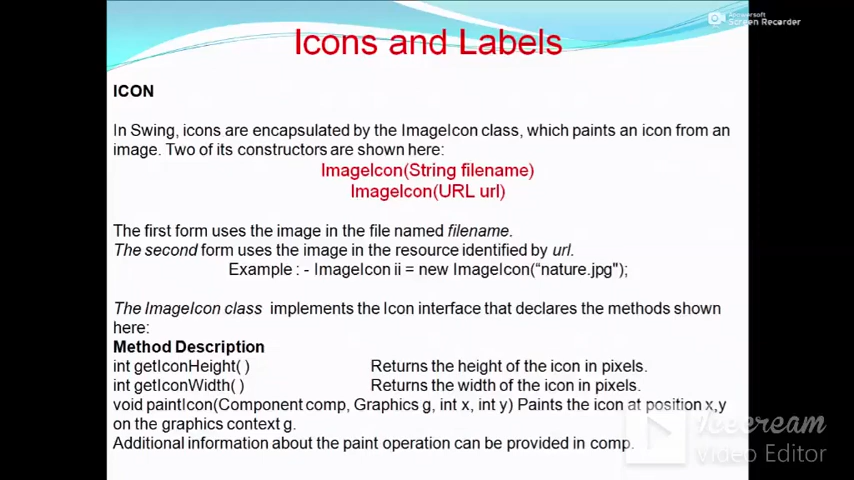 Apowersoft
Screen Recorder
Icons and Labels
ICON
In Swing, icons are encapsulated by the ImageIcon class, which paints an icon from an
image. Two of its constructors are shown here:
ImageIcon(String filename)
ImageIcon(URL url)
The first form uses the image in the file named filename.
The second form uses the image in the resource identified by url.
Example : - ImageIcon ii = new ImageIcon(“nature.jpg");
The ImageIcon class implements the Icon interface that declares the methods shown
here:
Method Description
int getIconHeight( ) Returns the height of the icon in pixels.
int getIconWidth( ) Returns the width of the icon in pixels.
void paintIcon(Component comp, Graphics g, int x, int y) Paints the icon at position x,y
on the graphics context g.
Additional information about the paint operation can be provided in comp.
Icecream
Video Editor